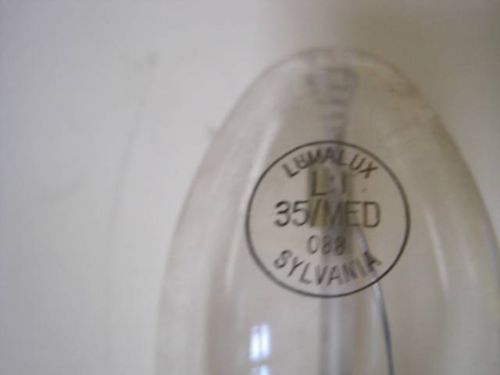 LUMALUX
LU
35/MED
088
SYLVANIA